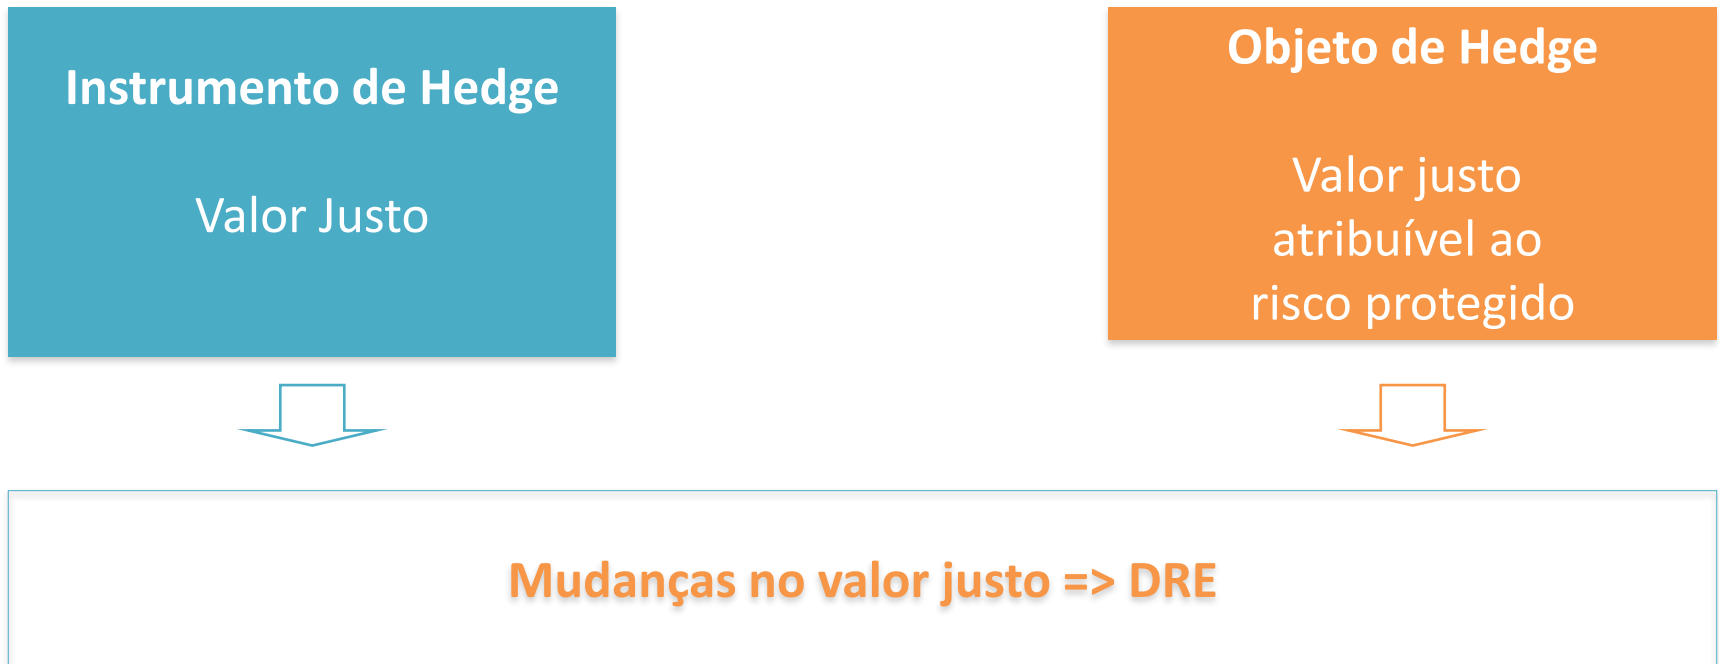 Instrumento de Hedge
Valor Justo
Objeto de Hedge
Valor justo
atribuível ao
risco protegido
Mudanças no valor justo => DRE